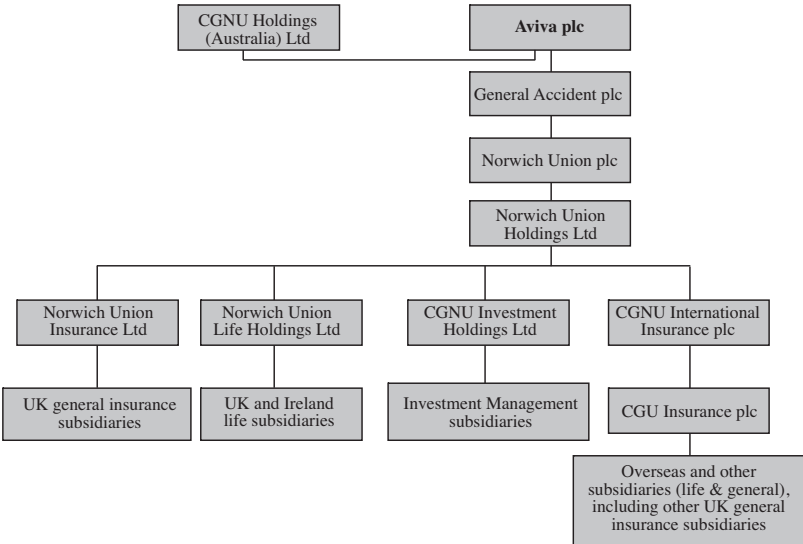 CGNU Holdings
(Australia) Ltd
Aviva plc
General Accident plc
Norwich Union plc
Norwich Union
Holdings Ltd
Norwich Union
Insurance Ltd
Norwich Union
Life Holdings Ltd
CGNU Investment
Holdings Ltd
CGNU International
Insurance plc
UK general insurance
subsidiaries
UK and Ireland
life subsidiaries
Investment Management
subsidiaries
CGU Insurance plc
Overseas and other
subsidiaries (life & general),
including other UK general
insurance subsidiaries